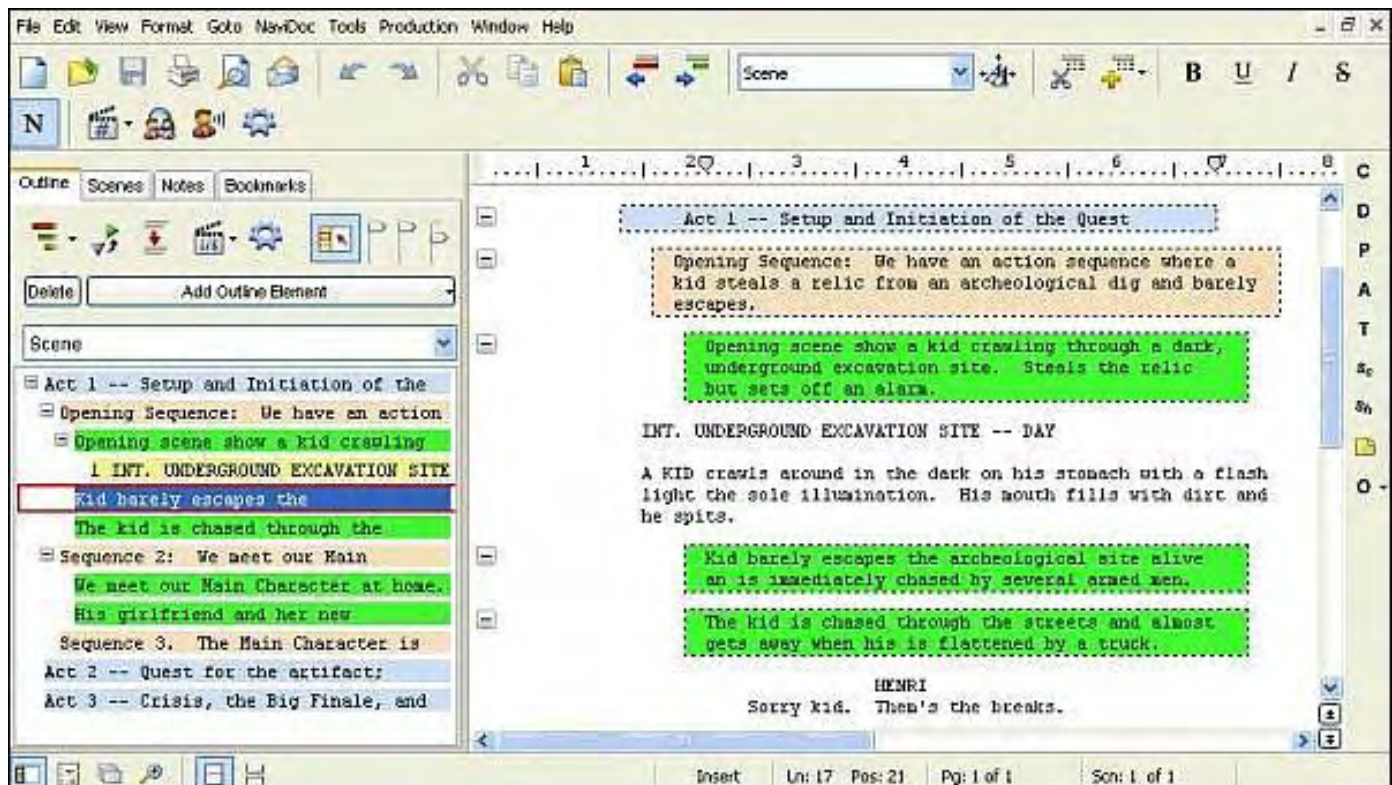 File Edit View Format Goto NaviDoc Tools Production Window Help
Scene
B U I S
N
Outline Scenes Notes Bookmarks
Delete Add Outline Element
Scene
Act 1 -- Setup and Initiation of the
Opening Sequence: We have an action
Opening scene show a kid crawling
1 INT. UNDERGROUND EXCAVATION SITE
Kid barely escapes the
The kid is chased through the
Sequence 2: We meet our Main
We meet our Main Character at home.
His girlfriend and her new
Sequence 3. The Main Character is
Act 2 -- Quest for the artifact;
Act 3 -- Crisis, the Big Finale, and
1 2 3 4 5 6 7 8
Act 1 -- Setup and Initiation of the Quest
Opening Sequence: We have an action sequence where a
kid steals a relic from an archeological dig and barely
escapes.
Opening scene show a kid crawling through a dark,
underground excavation site. Steals the relic
but sets off an alarm.
INT. UNDERGROUND EXCAVATION SITE -- DAY
A KID crawls around in the dark on his stomach with a flash
light the sole illumination. His mouth fills with dirt and
he spits.
Kid barely escapes the archeological site alive
an is immediately chased by several armed men.
The kid is chased through the streets and almost
gets away when his is flattened by a truck.
HENRI
Sorry kid. Them's the breaks.
C
D
P
A
T
Sc
Sh
O
Insert Ln: 17 Pos: 21 Pg: 1 of 1 Scn: 1 of 1